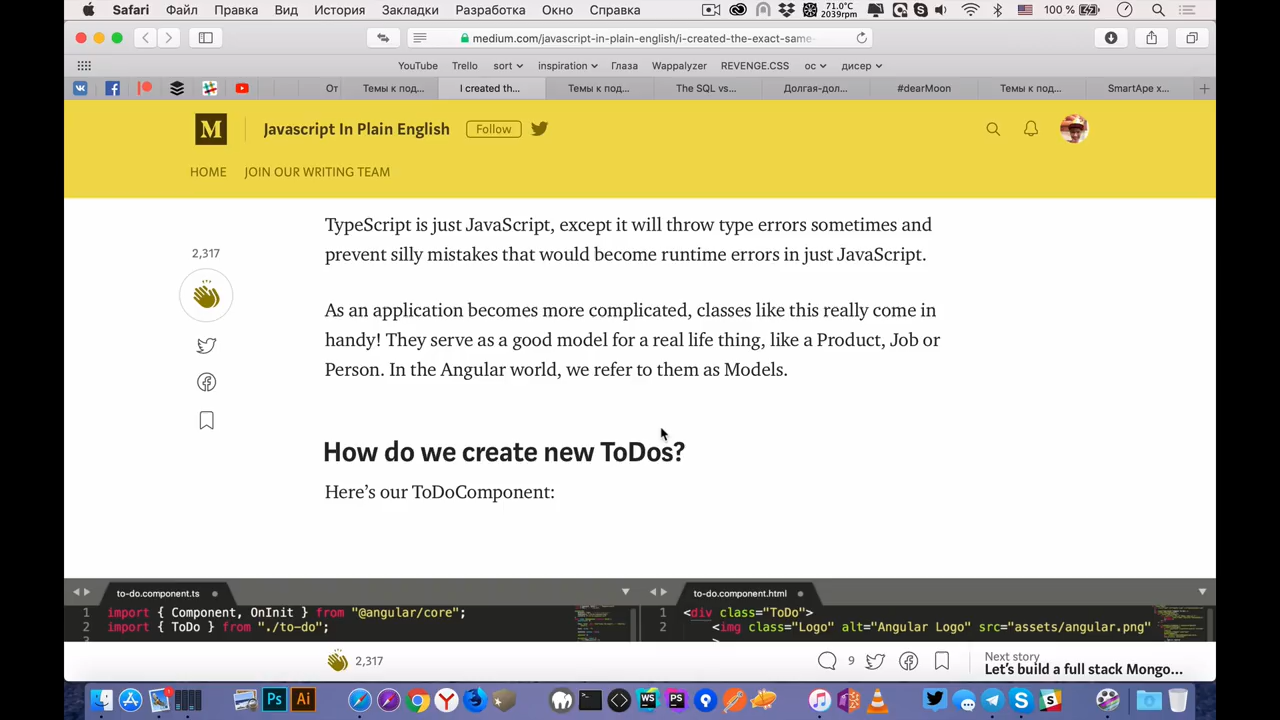 Safari Файл Правка Вид История Закладки Разработка Окно Справка 71.0°C 2039rpm 100 %
medium.com/javascript-in-plain-english/i-created-the-exact-same-
YouTube Trello sort inspiration Глаза Wappalyzer REVENGE.CSS ос дисер
От Темы к под... I created th... Темы к под... The SQL vs... Долгая-дол... #dearMoon Темы к под... SmartApe x...
M Javascript In Plain English Follow
HOME JOIN OUR WRITING TEAM
TypeScript is just JavaScript, except it will throw type errors sometimes and
prevent silly mistakes that would become runtime errors in just JavaScript.
2,317
As an application becomes more complicated, classes like this really come in
handy! They serve as a good model for a real life thing, like a Product, Job or
Person. In the Angular world, we refer to them as Models.
How do we create new ToDos?
Here’s our ToDoComponent:
to-do.component.ts
1 import { Component, OnInit } from "@angular/core";
2 import { ToDo } from "./to-do";
to-do.component.html
1 <div class="ToDo">
2 <img class="Logo" alt="Angular Logo" src="assets/angular.png"
2,317
9
Next story
Let’s build a full stack Mongo...
Ps Ai WS PS